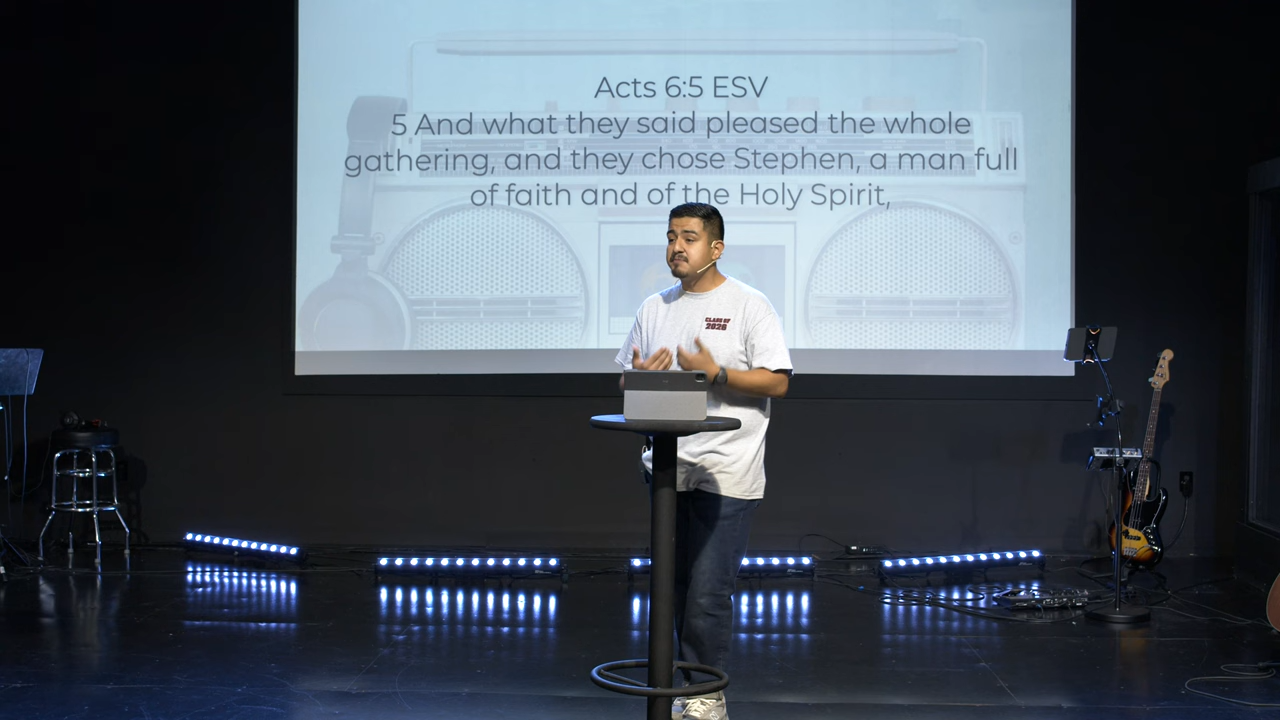 Acts 6:5 ESV
5 And what they said pleased the whole
gathering, and they chose Stephen, a man full
of faith and of the Holy Spirit,
CLASS OF
2026